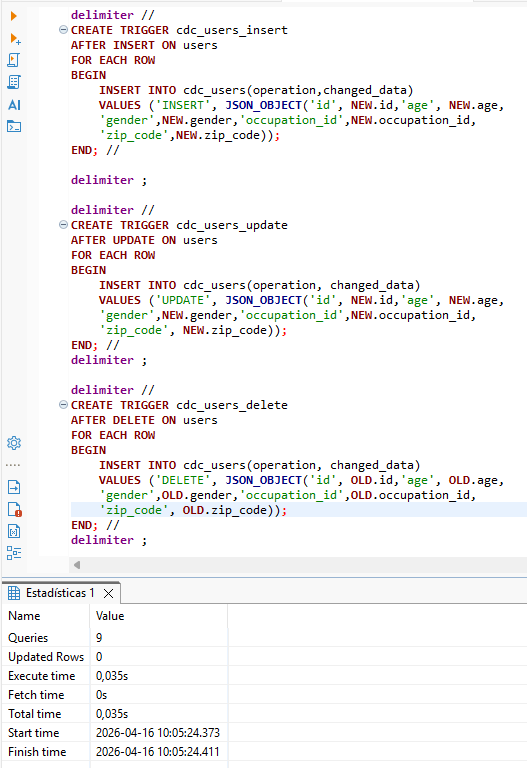 delimiter //
CREATE TRIGGER cdc_users_insert
AFTER INSERT ON users
FOR EACH ROW
BEGIN
INSERT INTO cdc_users(operation,changed_data)
VALUES ('INSERT', JSON_OBJECT('id', NEW.id,'age', NEW.age,
'gender',NEW.gender,'occupation_id',NEW.occupation_id,
'zip_code',NEW.zip_code));
END; //
delimiter ;
delimiter //
CREATE TRIGGER cdc_users_update
AFTER UPDATE ON users
FOR EACH ROW
BEGIN
INSERT INTO cdc_users(operation, changed_data)
VALUES ('UPDATE', JSON_OBJECT('id', NEW.id,'age', NEW.age,
'gender',NEW.gender,'occupation_id',NEW.occupation_id,
'zip_code', NEW.zip_code));
END; //
delimiter ;
delimiter //
CREATE TRIGGER cdc_users_delete
AFTER DELETE ON users
FOR EACH ROW
BEGIN
INSERT INTO cdc_users(operation, changed_data)
VALUES ('DELETE', JSON_OBJECT('id', OLD.id,'age', OLD.age,
'gender',OLD.gender,'occupation_id',OLD.occupation_id,
'zip_code', OLD.zip_code));
END; //
delimiter ;
AI
Estadísticas 1
Name Value
Queries 9
Updated Rows 0
Execute time 0,035s
Fetch time 0s
Total time 0,035s
Start time 2026-04-16 10:05:24.373
Finish time 2026-04-16 10:05:24.411